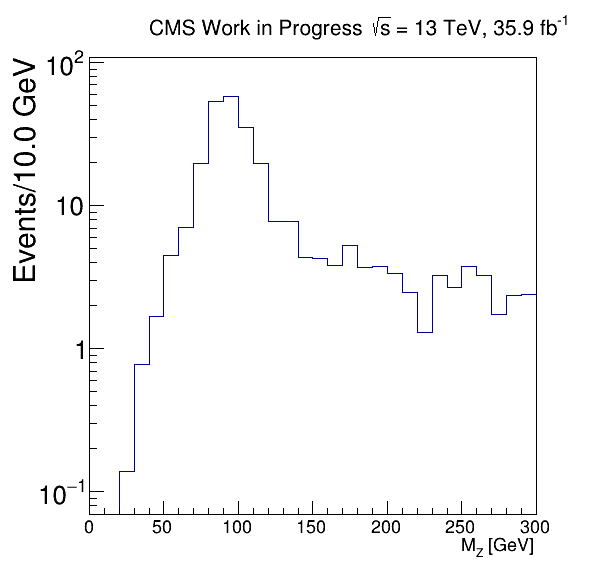 CMS Work in Progress √s = 13 TeV, 35.9 fb⁻¹
Events/10.0 GeV
10²
10
1
10⁻¹
0 50 100 150 200 250 300
M_Z [GeV]